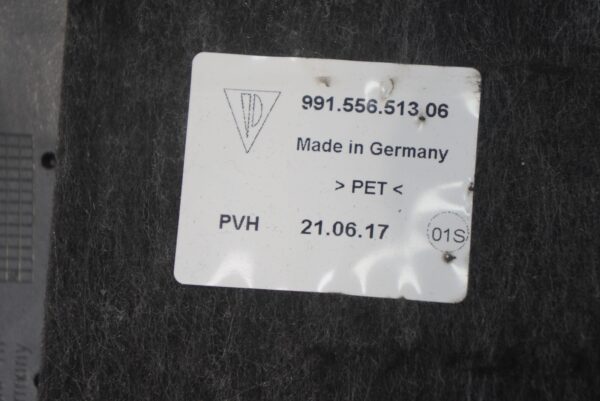 991.556.513.06
Made in Germany
> PET <
PVH 21.06.17 01S